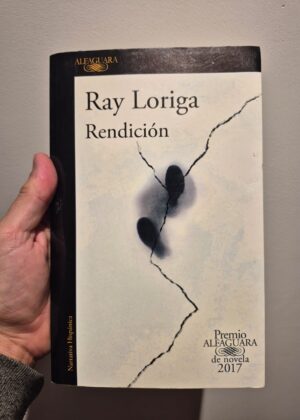 ALFAGUARA
Ray Loriga
Rendición
Narrativa Hispánica
Premio
ALFAGUARA
de novela
2017